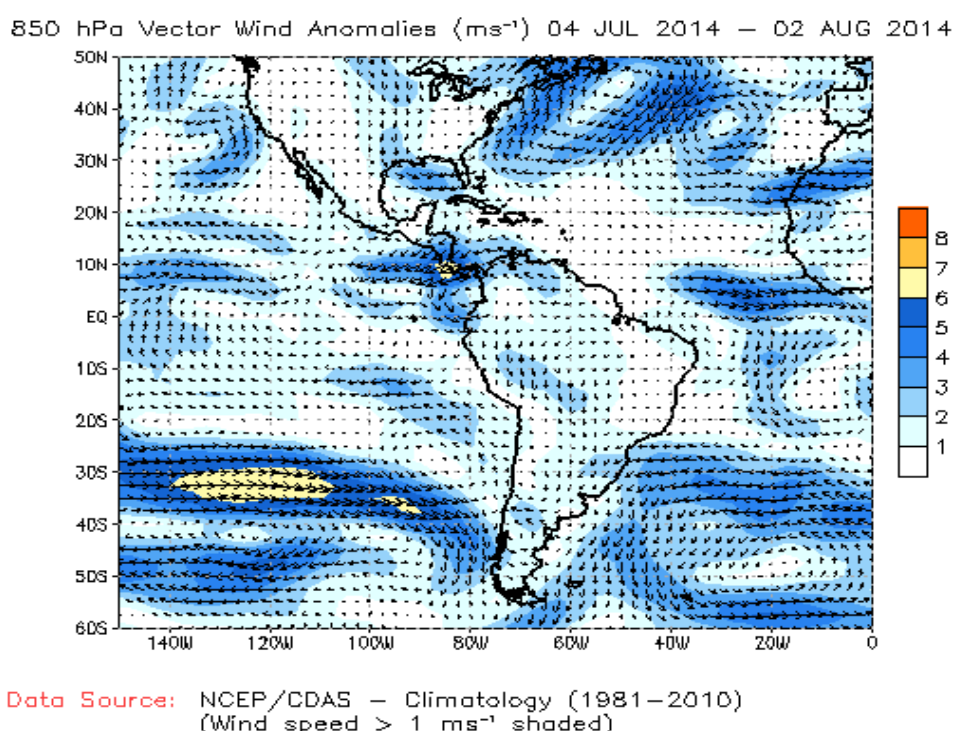 850 hPa Vector Wind Anomalies (ms⁻¹) 04 JUL 2014 – 02 AUG 2014
50N
40N
30N
20N
10N
EQ
10S
20S
30S
40S
50S
60S
140W 120W 100W 80W 60W 40W 20W 0
8
7
6
5
4
3
2
1
Data Source: NCEP/CDAS – Climatology (1981–2010)
(Wind speed > 1 ms⁻¹ shaded)